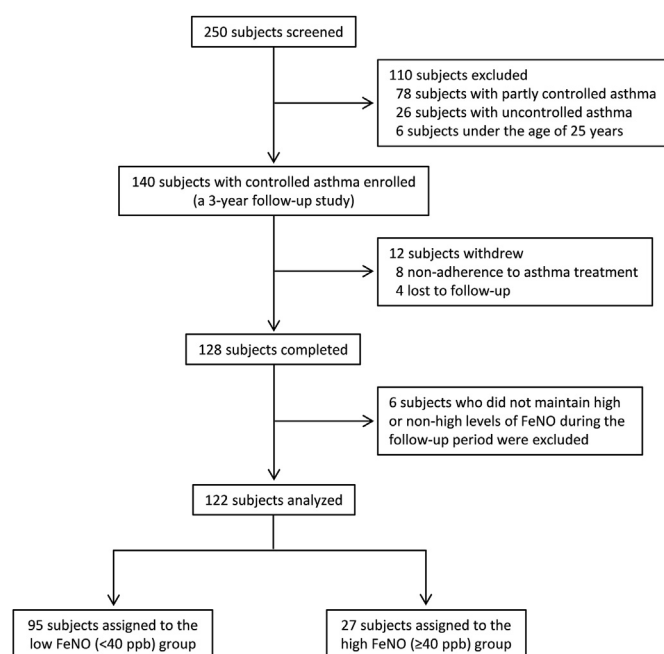 250 subjects screened
110 subjects excluded
78 subjects with partly controlled asthma
26 subjects with uncontrolled asthma
6 subjects under the age of 25 years
140 subjects with controlled asthma enrolled
(a 3-year follow-up study)
12 subjects withdrew
8 non-adherence to asthma treatment
4 lost to follow-up
128 subjects completed
6 subjects who did not maintain high
or non-high levels of FeNO during the
follow-up period were excluded
122 subjects analyzed
95 subjects assigned to the
low FeNO (<40 ppb) group
27 subjects assigned to the
high FeNO (≥40 ppb) group